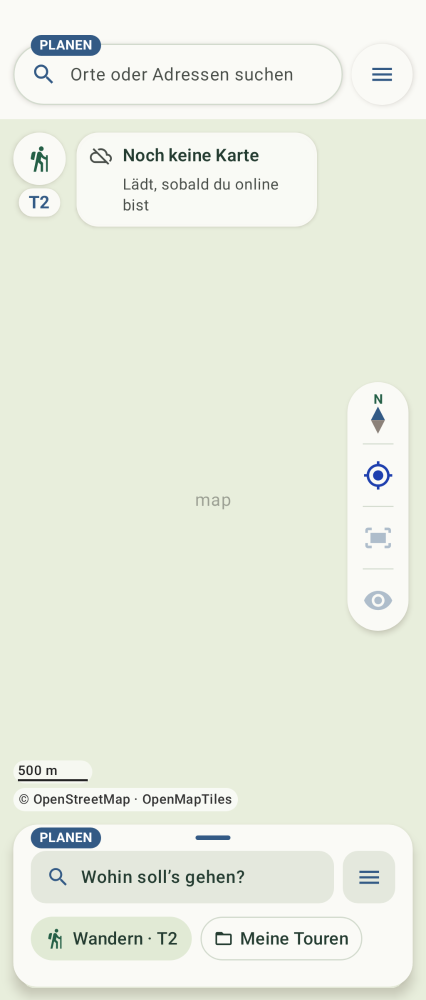 PLANEN
Orte oder Adressen suchen
Noch keine Karte
Lädt, sobald du online
bist
T2
N
map
500 m
© OpenStreetMap · OpenMapTiles
PLANEN
Wohin soll’s gehen?
Wandern · T2
Meine Touren